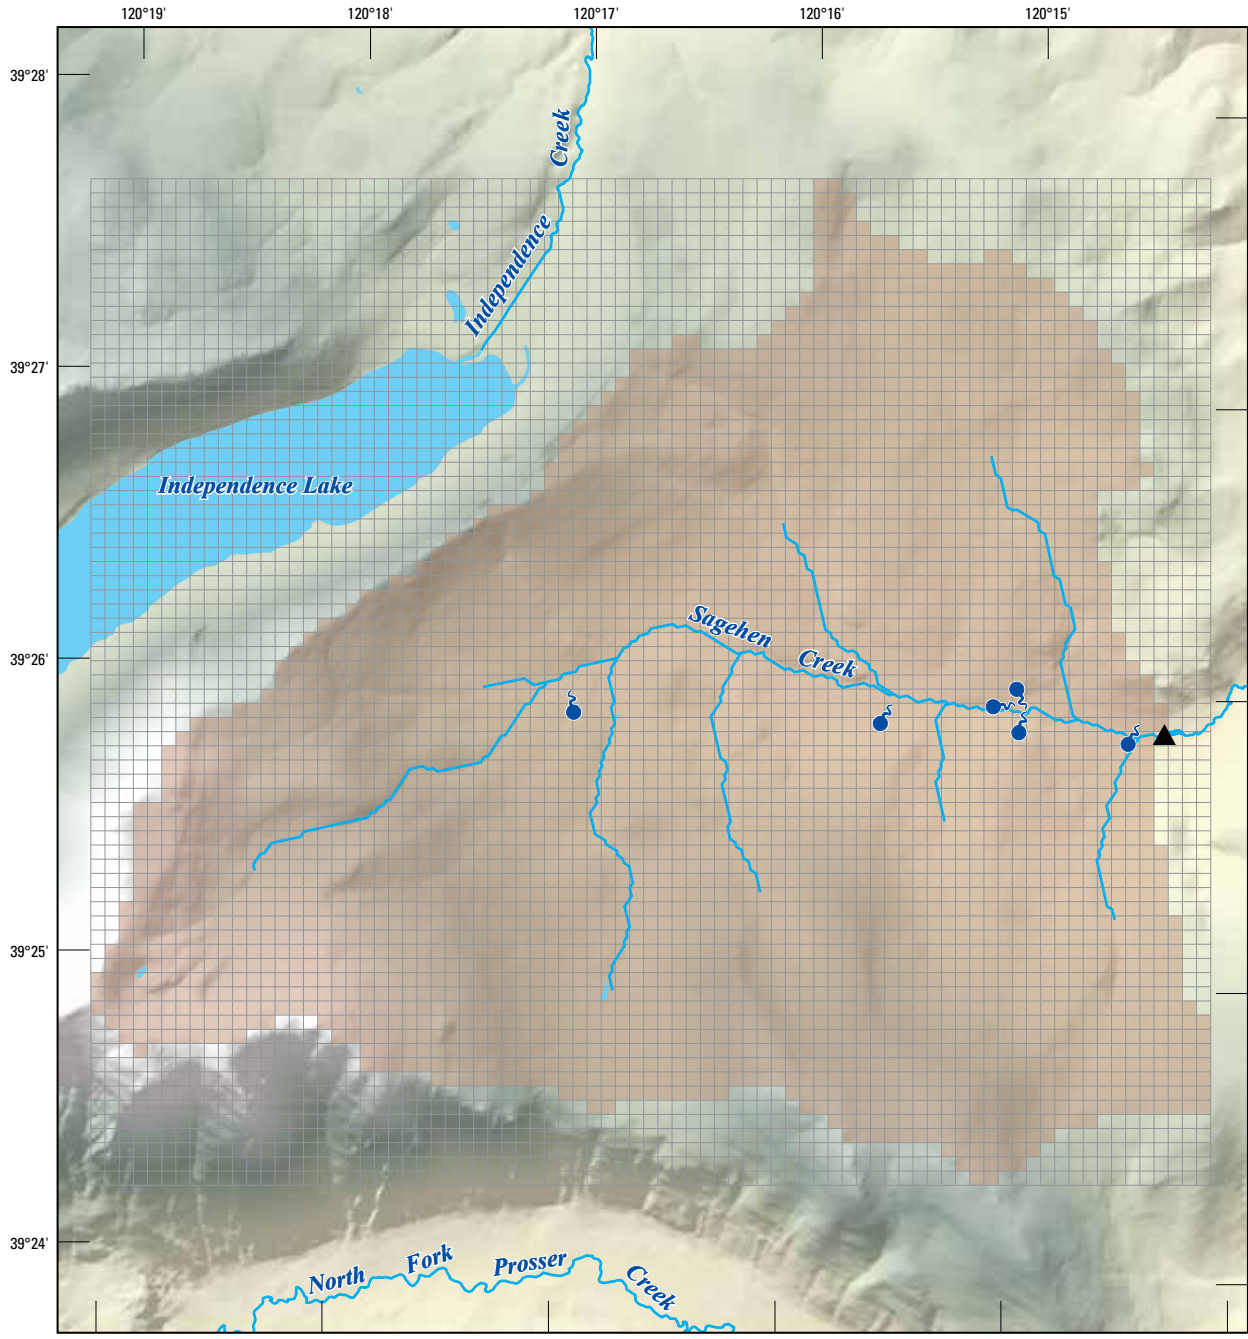 120°19' 120°18' 120°17' 120°16' 120°15'
39°28'
39°27'
39°26'
39°25'
39°24'
Independence Creek
Independence Lake
Sagehen Creek
North Fork Prosser Creek